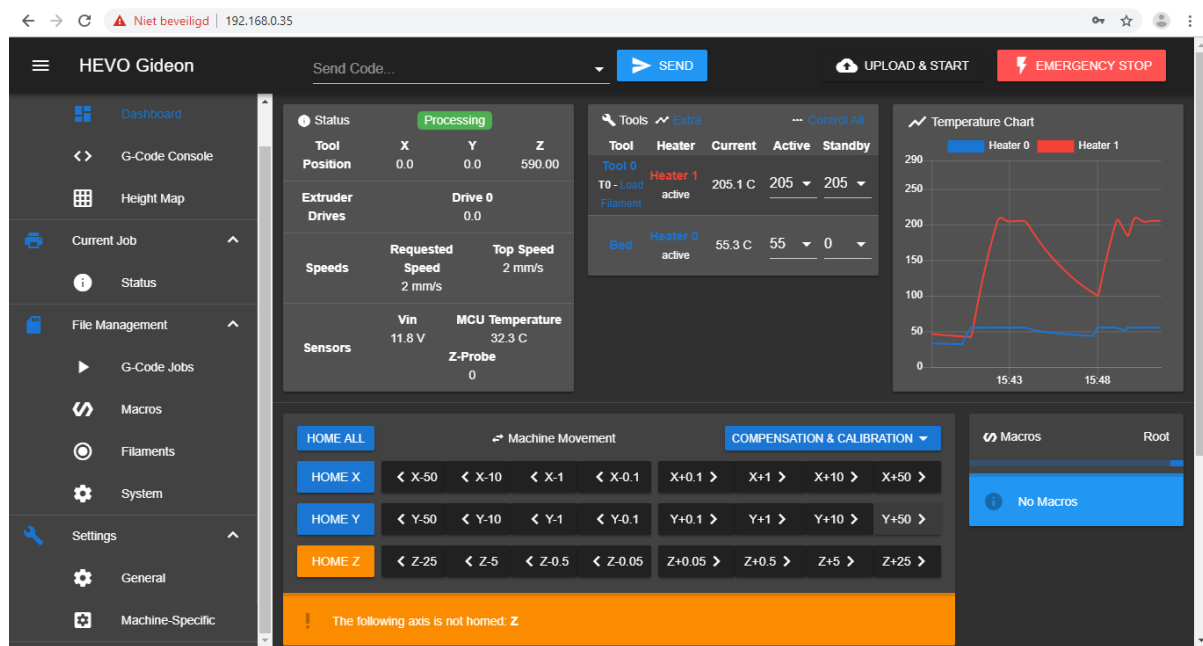 Niet beveiligd 192.168.0.35
HEVO Gideon
Send Code...
SEND
UPLOAD & START
EMERGENCY STOP
Dashboard
G-Code Console
Height Map
Current Job
Status
File Management
G-Code Jobs
Macros
Filaments
System
Settings
General
Machine-Specific
Status Processing
Tool Position X Y Z
0.0 0.0 590.00
Extruder Drives Drive 0
0.0
Speeds Requested Speed Top Speed
2 mm/s 2 mm/s
Sensors Vin MCU Temperature
11.8 V 32.3 C
Z-Probe
0
Tools Extra --- Control All
Tool Heater Current Active Standby
Tool 0 Heater 1 205.1 C 205 205
T0 - Load Filament active
Bed Heater 0 55.3 C 55 0
active
Temperature Chart
Heater 0 Heater 1
290
250
200
150
100
50
0
15:43 15:48
HOME ALL Machine Movement COMPENSATION & CALIBRATION
HOME X X-50 X-10 X-1 X-0.1 X+0.1 X+1 X+10 X+50
HOME Y Y-50 Y-10 Y-1 Y-0.1 Y+0.1 Y+1 Y+10 Y+50
HOME Z Z-25 Z-5 Z-0.5 Z-0.05 Z+0.05 Z+0.5 Z+5 Z+25
! The following axis is not homed: Z
Macros Root
No Macros